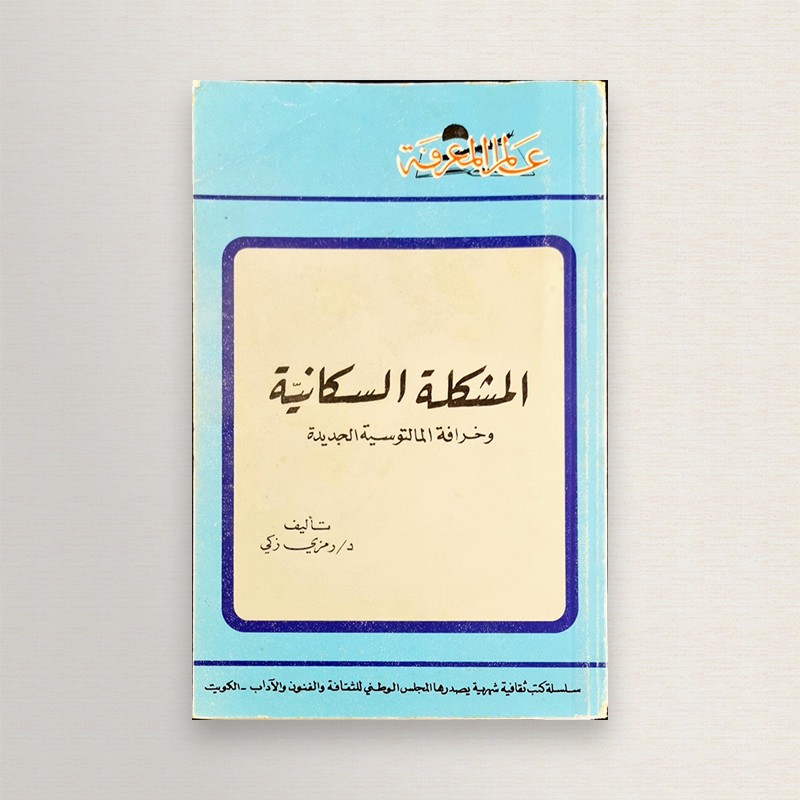 عالم المعرفة
المشكلة السكانيّة
وخرافة المالتوسية الجديدة
تأليف
د/رمزي زكي
سلسلة كتب ثقافية شهرية يصدرها المجلس الوطني للثقافة والفنون والآداب - الكويت